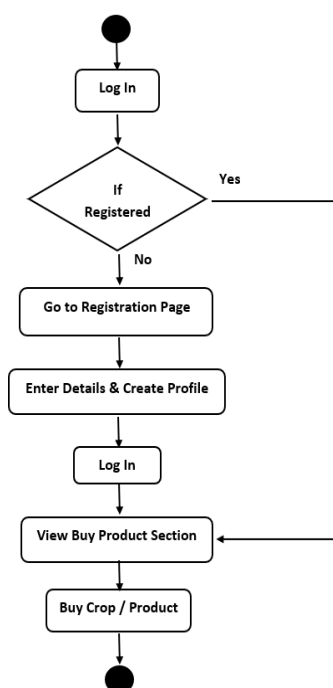 Log In
If
Registered
Yes
No
Go to Registration Page
Enter Details & Create Profile
Log In
View Buy Product Section
Buy Crop / Product